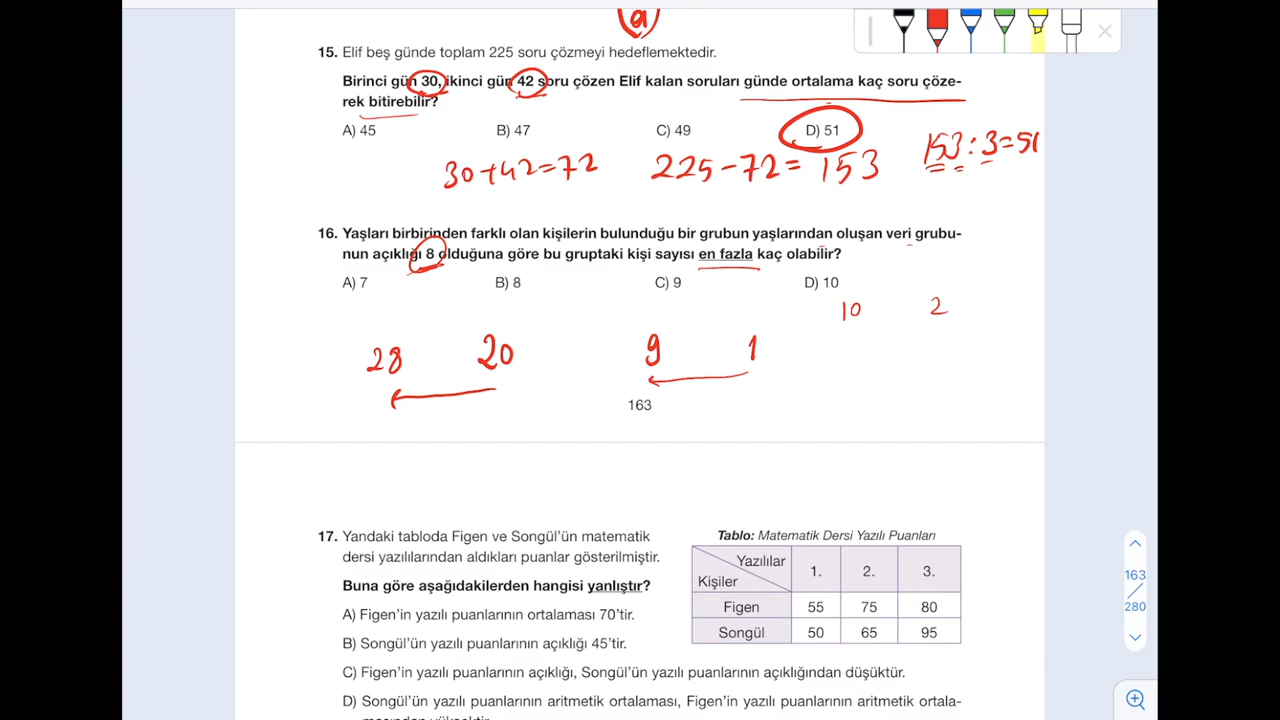 a
15. Elif beş günde toplam 225 soru çözmeyi hedeflemektedir.
Birinci gün 30, ikinci gün 42 soru çözen Elif kalan soruları günde ortalama kaç soru çöze-
rek bitirebilir?
A) 45 B) 47 C) 49 D) 51
30+42=72 225-72= 153 153:3=51
16. Yaşları birbirinden farklı olan kişilerin bulunduğu bir grubun yaşlarından oluşan veri grubu-
nun açıklığı 8 olduğuna göre bu gruptaki kişi sayısı en fazla kaç olabilir?
A) 7 B) 8 C) 9 D) 10
10 2
28 20 9 1
163
17. Yandaki tabloda Figen ve Songül’ün matematik
dersi yazılılarından aldıkları puanlar gösterilmiştir.
Buna göre aşağıdakilerden hangisi yanlıştır?
A) Figen’in yazılı puanlarının ortalaması 70’tir.
B) Songül’ün yazılı puanlarının açıklığı 45’tir.
Tablo: Matematik Dersi Yazılı Puanları
Yazılılar
Kişiler 1. 2. 3.
Figen 55 75 80
Songül 50 65 95
C) Figen’in yazılı puanlarının açıklığı, Songül’ün yazılı puanlarının açıklığından düşüktür.
D) Songül’ün yazılı puanlarının aritmetik ortalaması, Figen’in yazılı puanlarının aritmetik ortala-
masından yüksektir.
163
280